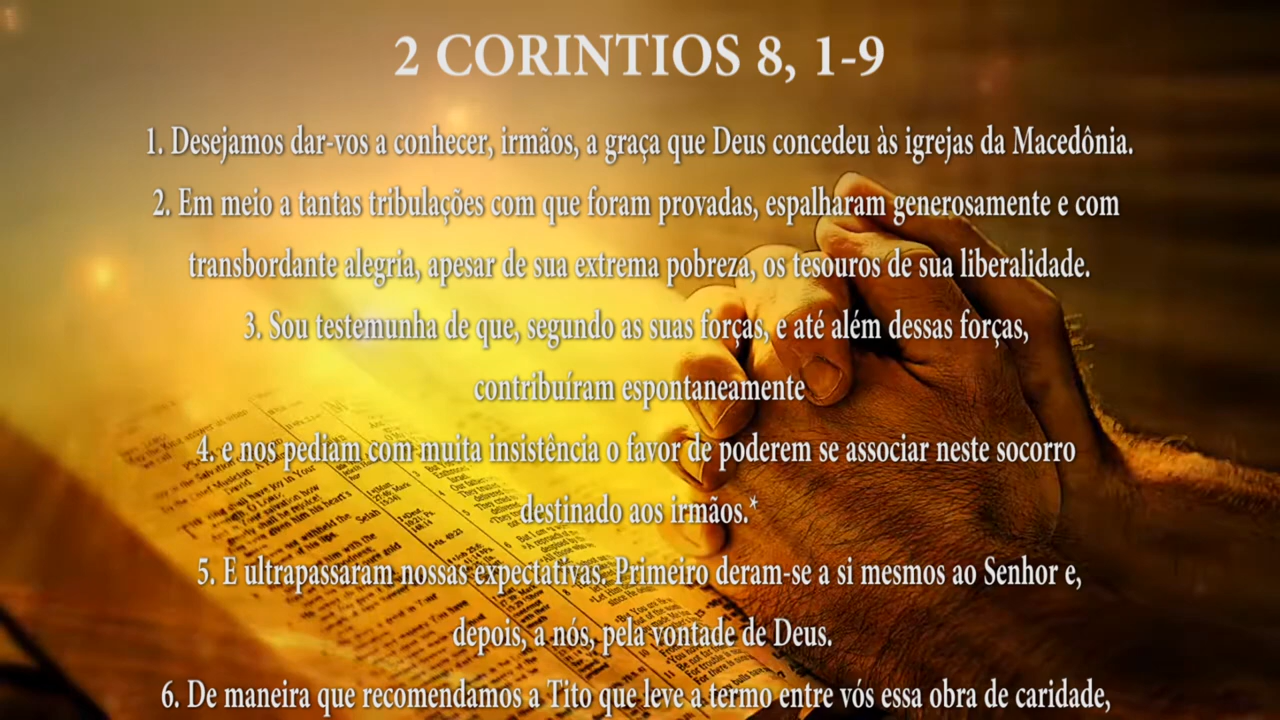 2 CORINTIOS 8, 1-9
1. Desejamos dar-vos a conhecer, irmãos, a graça que Deus concedeu às igrejas da Macedônia.
2. Em meio a tantas tribulações com que foram provadas, espalharam generosamente e com
transbordante alegria, apesar de sua extrema pobreza, os tesouros de sua liberalidade.
3. Sou testemunha de que, segundo as suas forças, e até além dessas forças,
contribuíram espontaneamente
4. e nos pediam com muita insistência o favor de poderem se associar neste socorro
destinado aos irmãos.*
5. E ultrapassaram nossas expectativas. Primeiro deram-se a si mesmos ao Senhor e,
depois, a nós, pela vontade de Deus.
6. De maneira que recomendamos a Tito que leve a termo entre vós essa obra de caridade,